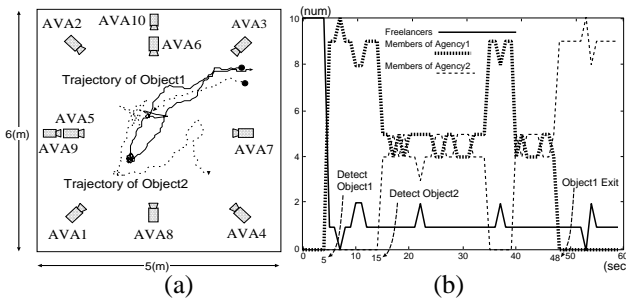 AVA10
AVA2
AVA3
AVA6
Trajectory of Object1
AVA5
AVA9
AVA7
6(m)
Trajectory of Object2
AVA1
AVA8
AVA4
5(m)
(a)
10
(num)
Freelancers
Members of Agency1
Members of Agency2
8
6
4
2
0
Detect
Object1
Detect Object2
Object1 Exit
5
10
15
20
30
40
48
50
60
(sec
(b)